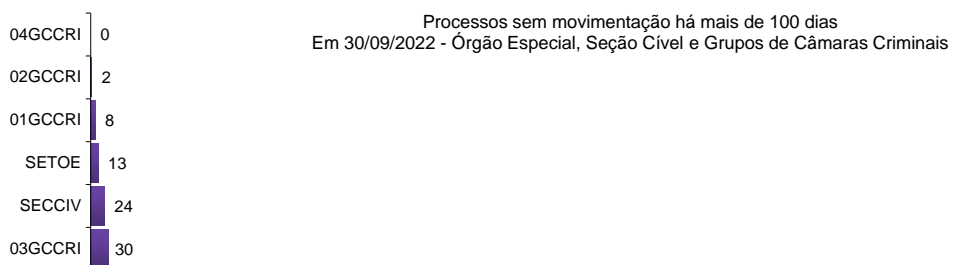 Processos sem movimentação há mais de 100 dias
Em 30/09/2022 - Órgão Especial, Seção Cível e Grupos de Câmaras Criminais
04GCCRI 0
02GCCRI 2
01GCCRI 8
SETOE 13
SECCIV 24
03GCCRI 30